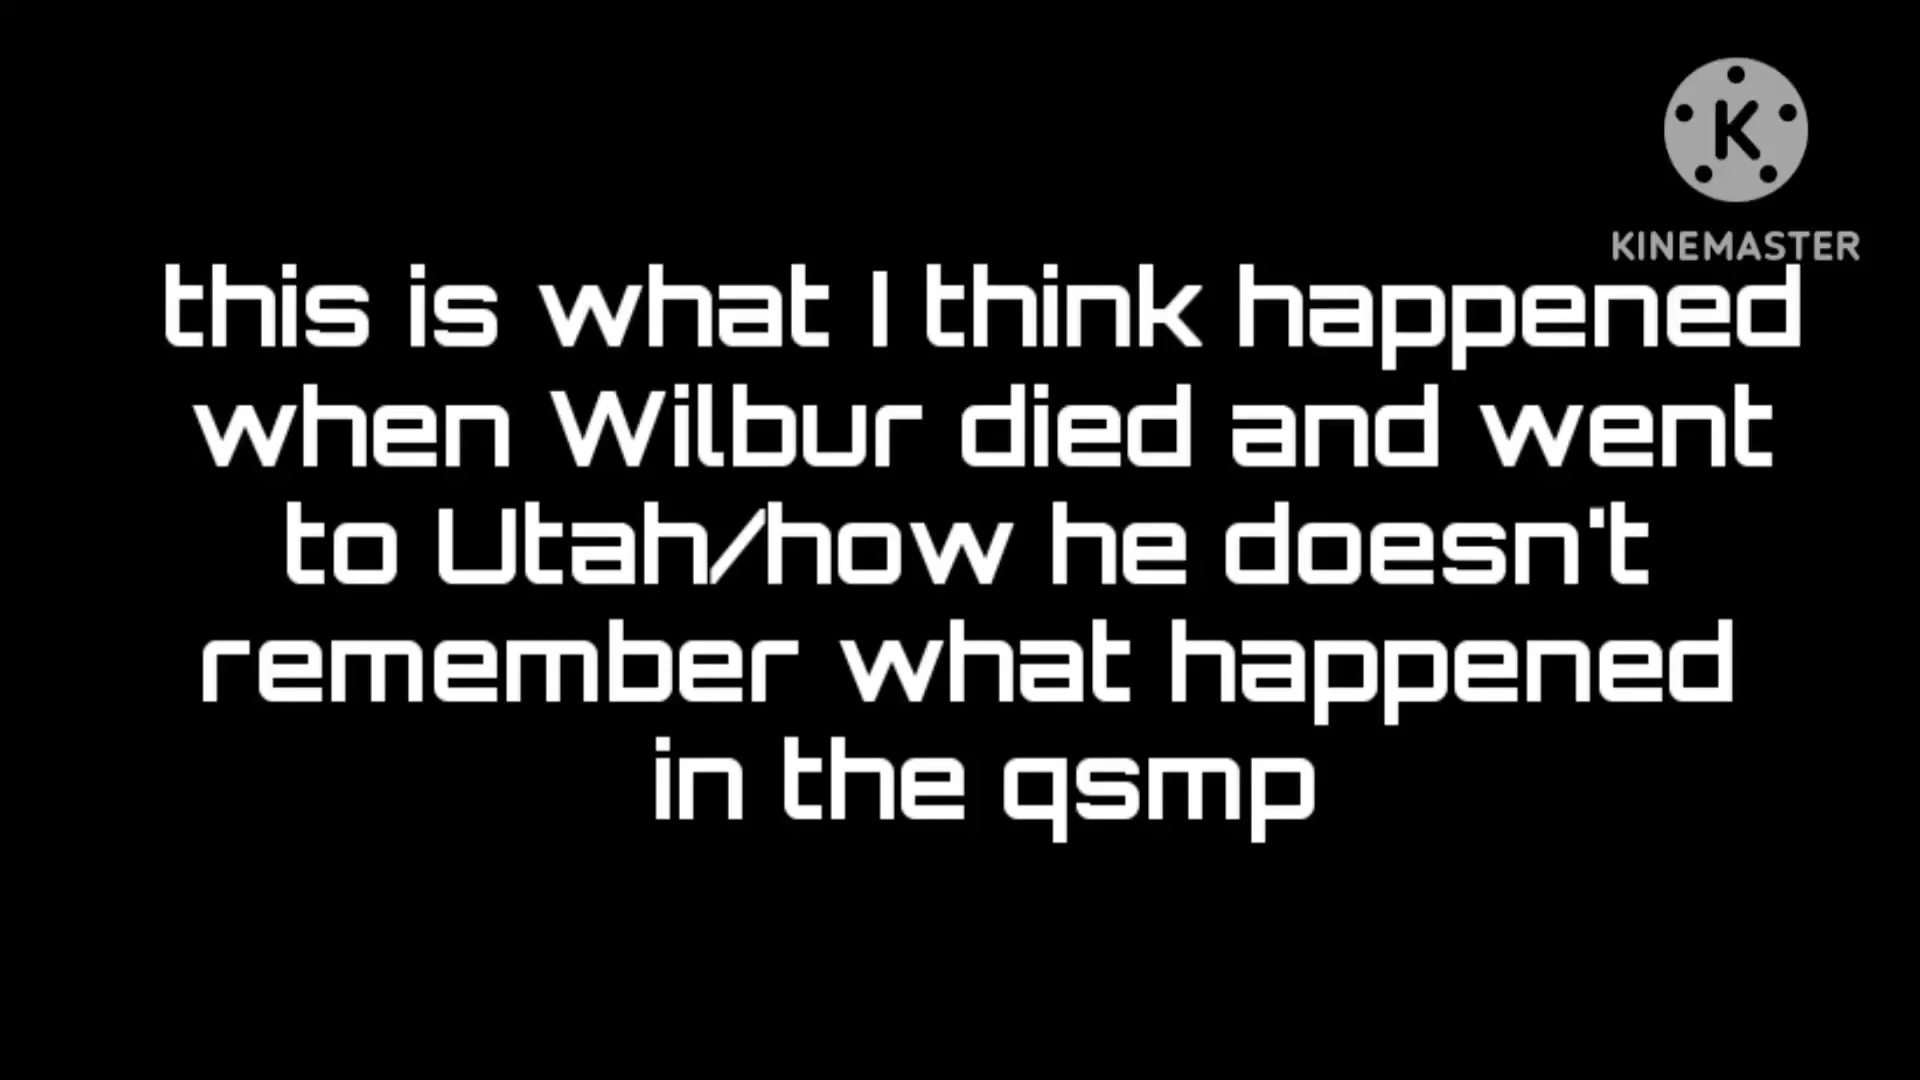 K
KINEMASTER
this is what I think happened
when Wilbur died and went
to Utah/how he doesn't
remember what happened
in the qsmp